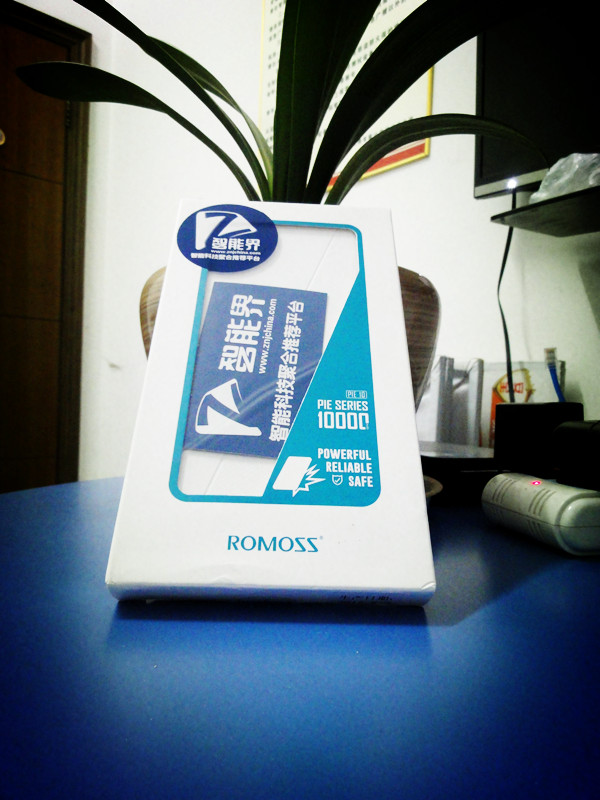 智能界
www.znjchina.com
智能科技聚合推荐平台
智能界
www.znjchina.com
智能科技聚合推荐平台
PIE 10
PIE SERIES
10000
POWERFUL
RELIABLE
SAFE
ROMOSS®